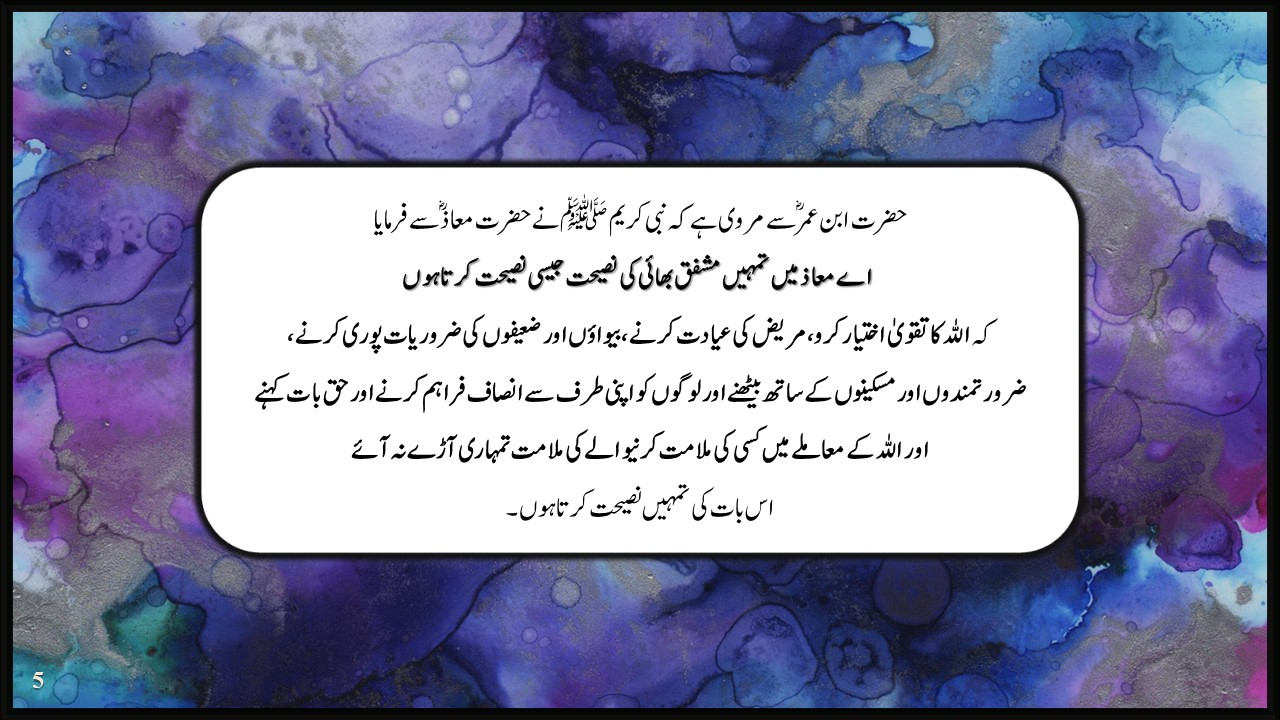 حضرت ابن عمرؓ سے مروی ہے کہ نبی کریم ﷺ نے حضرت معاذؓ سے فرمایا
اے معاذ میں تمہیں مشفق بھائی کی نصیحت جیسی نصیحت کرتاہوں
کہ اللہ کا تقویٰ اختیار کرو، مریض کی عیادت کرنے، بیواؤں اور ضعیفوں کی ضروریات پوری کرنے،
ضرورتمندوں اور مسکینوں کے ساتھ بیٹھنے اور لوگوں کو اپنی طرف سے انصاف فراہم کرنے اور حق بات کہنے
اور اللہ کے معاملے میں کسی کی ملامت کرنیوالے کی ملامت تمہاری آڑے نہ آئے
اس بات کی تمہیں نصیحت کرتاہوں۔
5